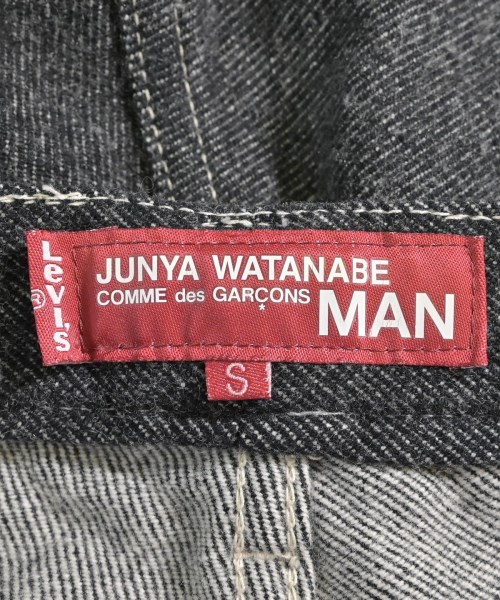 Levi's
®
JUNYA WATANABE
COMME des GARÇONS
MAN
S